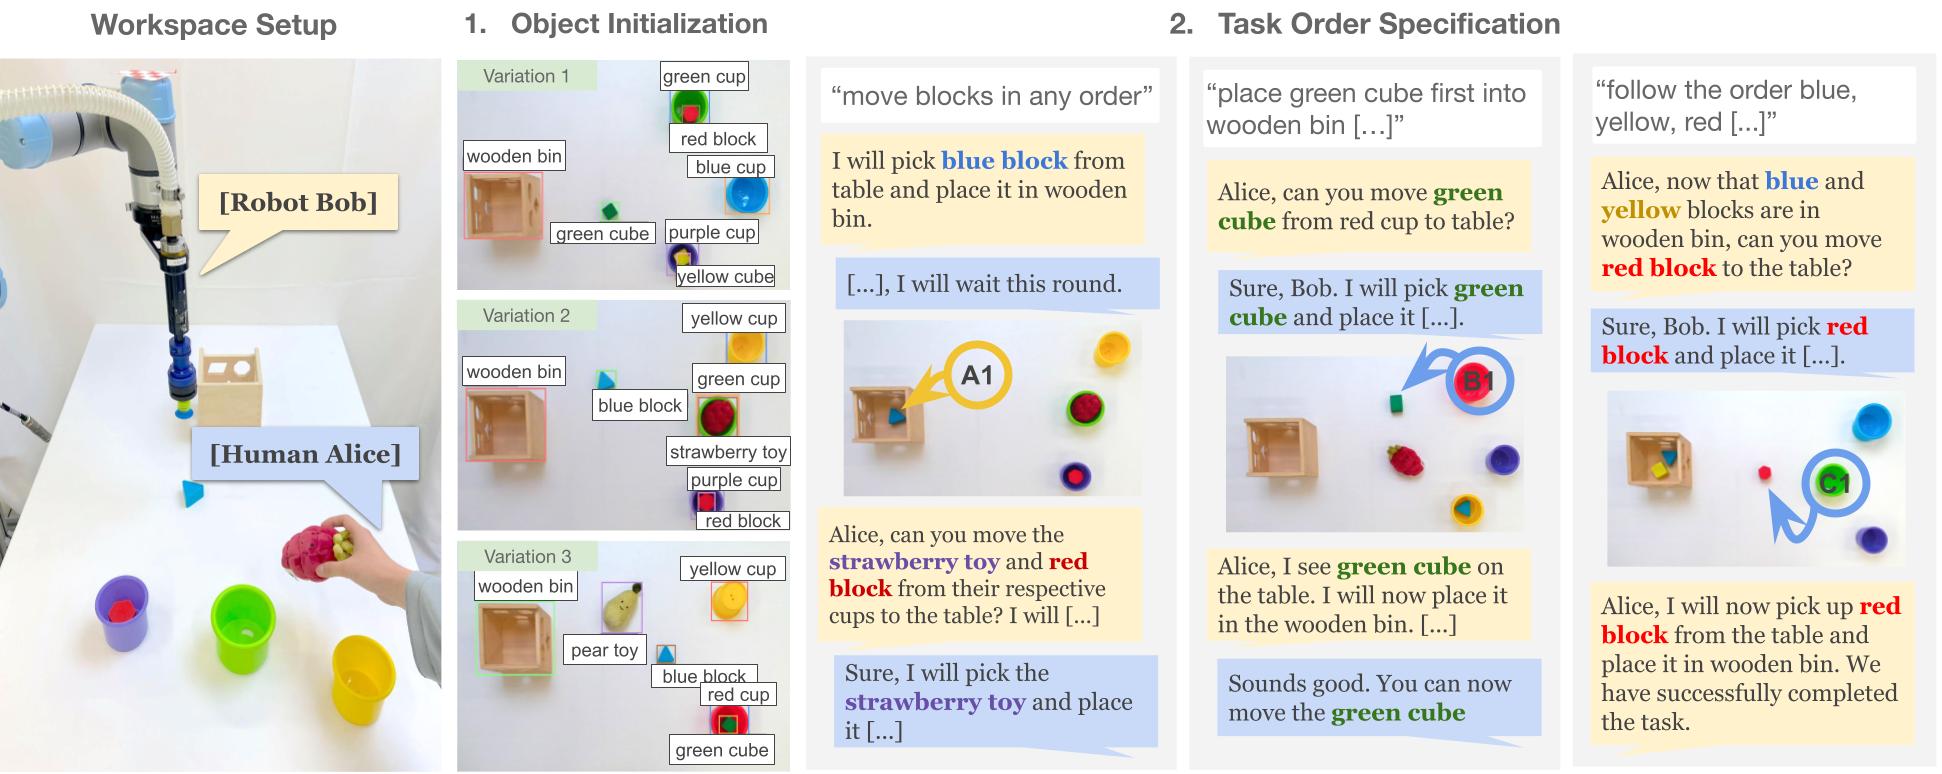 Workspace Setup
[Robot Bob]
[Human Alice]
1. Object Initialization
Variation 1
green cup
red block
wooden bin
blue cup
green cube
purple cup
yellow cube
Variation 2
yellow cup
wooden bin
green cup
blue block
strawberry toy
purple cup
red block
Variation 3
wooden bin
yellow cup
pear toy
blue block
red cup
green cube
2. Task Order Specification
“move blocks in any order”
I will pick blue block from
table and place it in wooden
bin.
[...], I will wait this round.
A1
Alice, can you move the
strawberry toy and red
block from their respective
cups to the table? I will [...]
Sure, I will pick the
strawberry toy and place
it [...]
“place green cube first into
wooden bin [...]”
Alice, can you move green
cube from red cup to table?
Sure, Bob. I will pick green
cube and place it [...].
B1
Alice, I see green cube on
the table. I will now place it
in the wooden bin. [...]
Sounds good. You can now
move the green cube
“follow the order blue,
yellow, red [...]”
Alice, now that blue and
yellow blocks are in
wooden bin, can you move
red block to the table?
Sure, Bob. I will pick red
block and place it [...].
C1
Alice, I will now pick up red
block from the table and
place it in wooden bin. We
have successfully completed
the task.